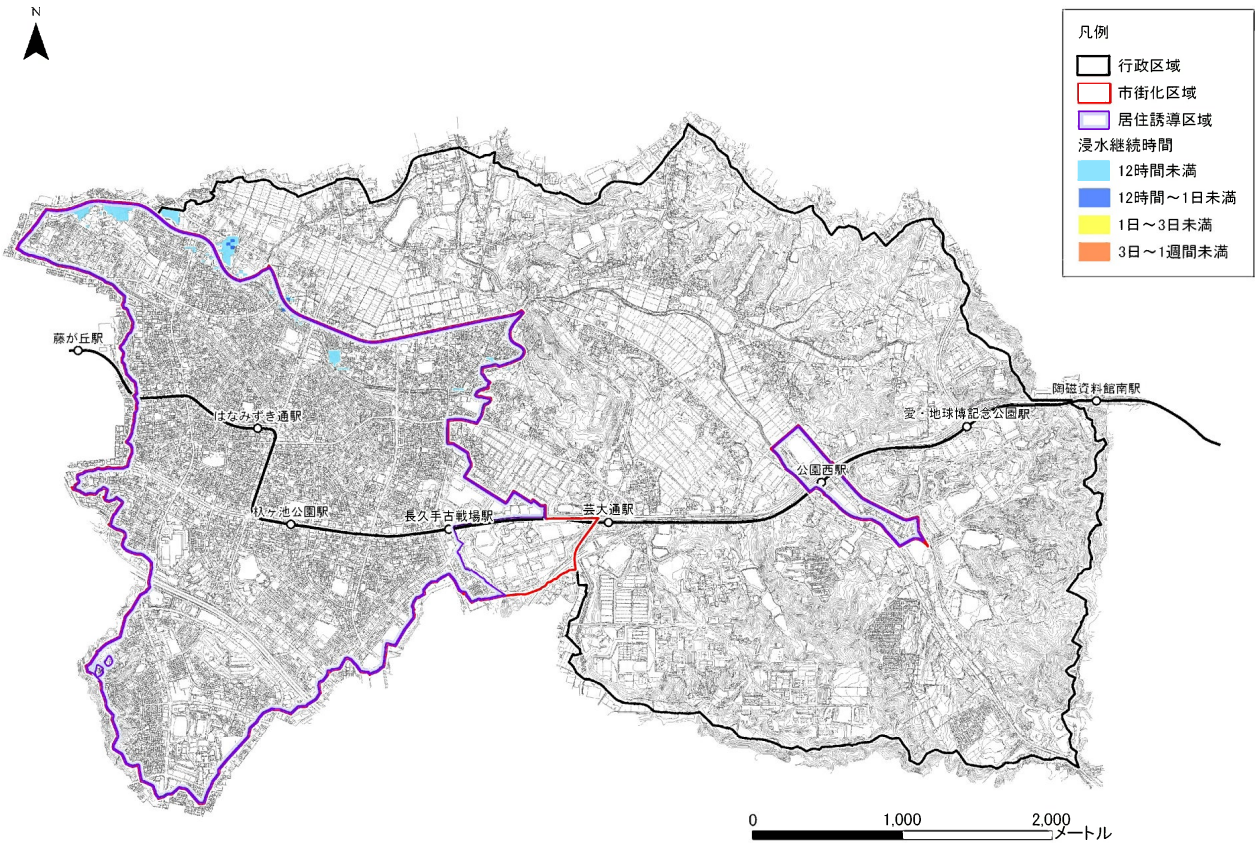 N
凡例
行政区域
市街化区域
居住誘導区域
浸水継続時間
12時間未満
12時間～1日未満
1日～3日未満
3日～1週間未満
藤が丘駅
はなみずき通駅
杁ヶ池公園駅
長久手古戦場駅
芸大通駅
公園西駅
愛・地球博記念公園駅
陶磁資料館南駅
0 1,000 2,000
メートル